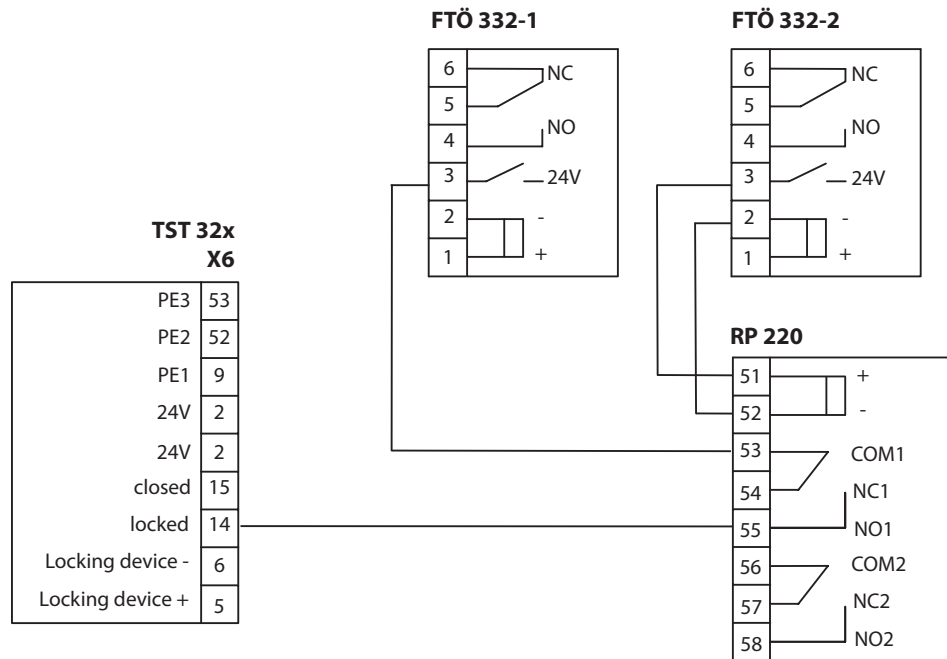 FTÖ 332-1
6 NC
5
4 NO
3 24V
2 -
1 +
FTÖ 332-2
6 NC
5
4 NO
3 24V
2 -
1 +
TST 32x
X6
PE3 53
PE2 52
PE1 9
24V 2
24V 2
closed 15
locked 14
Locking device - 6
Locking device + 5
RP 220
51 +
52 -
53 COM1
54 NC1
55 NO1
56 COM2
57 NC2
58 NO2